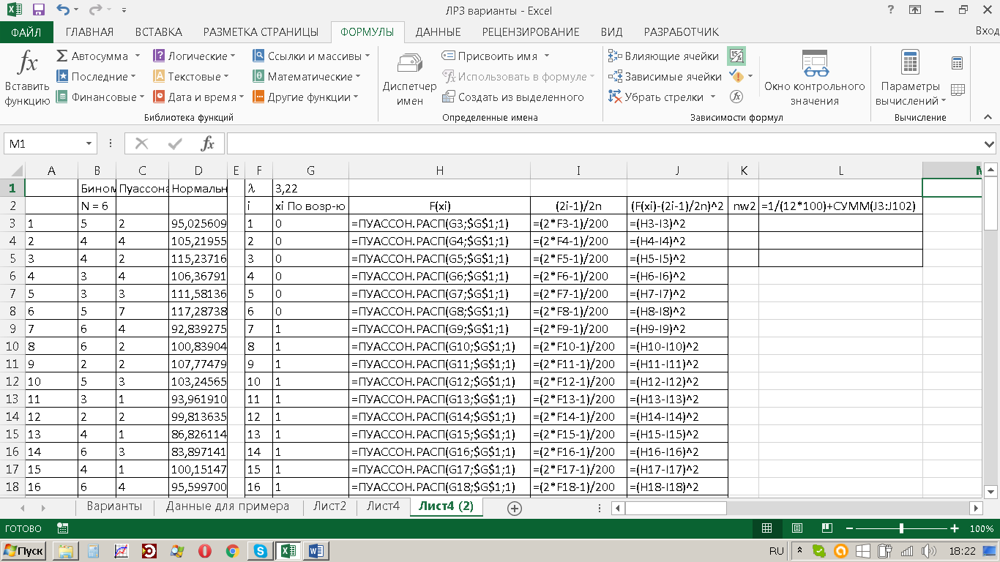 ЛР3 варианты - Excel
ФАЙЛ ГЛАВНАЯ ВСТАВКА РАЗМЕТКА СТРАНИЦЫ ФОРМУЛЫ ДАННЫЕ РЕЦЕНЗИРОВАНИЕ ВИД РАЗРАБОТЧИК Вход
fx Вставить функцию
Σ Автосумма Логические Ссылки и массивы
Последние Текстовые Математические
Финансовые Дата и время Другие функции
Библиотека функций
Диспетчер имен
Присвоить имя
Использовать в формуле
Создать из выделенного
Определенные имена
Влияющие ячейки
Зависимые ячейки
Убрать стрелки
Окно контрольного значения
Зависимости формул
Параметры вычислений
Вычисление
M1 fx
A B C D E F G H I J K L M
1 Бином Пуассона Нормальн λ 3,22
2 N = 6 i xi По возр-ю F(xi) (2i-1)/2n (F(xi)-(2i-1)/2n)^2 nw2 =1/(12*100)+СУММ(J3:J102)
3 1 5 2 95,025609 1 0 =ПУАССОН.РАСП(G3;$G$1;1) =(2*F3-1)/200 =(H3-I3)^2
4 2 4 4 105,21955 2 0 =ПУАССОН.РАСП(G4;$G$1;1) =(2*F4-1)/200 =(H4-I4)^2
5 3 4 2 115,23716 3 0 =ПУАССОН.РАСП(G5;$G$1;1) =(2*F5-1)/200 =(H5-I5)^2
6 4 3 4 106,36791 4 0 =ПУАССОН.РАСП(G6;$G$1;1) =(2*F6-1)/200 =(H6-I6)^2
7 5 3 3 111,58136 5 0 =ПУАССОН.РАСП(G7;$G$1;1) =(2*F7-1)/200 =(H7-I7)^2
8 6 5 7 117,28738 6 0 =ПУАССОН.РАСП(G8;$G$1;1) =(2*F8-1)/200 =(H8-I8)^2
9 7 6 4 92,839275 7 1 =ПУАССОН.РАСП(G9;$G$1;1) =(2*F9-1)/200 =(H9-I9)^2
10 8 6 2 100,83904 8 1 =ПУАССОН.РАСП(G10;$G$1;1) =(2*F10-1)/200 =(H10-I10)^2
11 9 2 2 107,77479 9 1 =ПУАССОН.РАСП(G11;$G$1;1) =(2*F11-1)/200 =(H11-I11)^2
12 10 5 3 103,24565 10 1 =ПУАССОН.РАСП(G12;$G$1;1) =(2*F12-1)/200 =(H12-I12)^2
13 11 3 1 93,961910 11 1 =ПУАССОН.РАСП(G13;$G$1;1) =(2*F13-1)/200 =(H13-I13)^2
14 12 2 2 99,813635 12 1 =ПУАССОН.РАСП(G14;$G$1;1) =(2*F14-1)/200 =(H14-I14)^2
15 13 4 1 86,826114 13 1 =ПУАССОН.РАСП(G15;$G$1;1) =(2*F15-1)/200 =(H15-I15)^2
16 14 6 3 83,897141 14 1 =ПУАССОН.РАСП(G16;$G$1;1) =(2*F16-1)/200 =(H16-I16)^2
17 15 4 1 100,15147 15 1 =ПУАССОН.РАСП(G17;$G$1;1) =(2*F17-1)/200 =(H17-I17)^2
18 16 6 4 95,599700 16 1 =ПУАССОН.РАСП(G18;$G$1;1) =(2*F18-1)/200 =(H18-I18)^2
Варианты Данные для примера Лист2 Лист4 Лист4 (2)
ГОТОВО 100%
Пуск RU 18:22